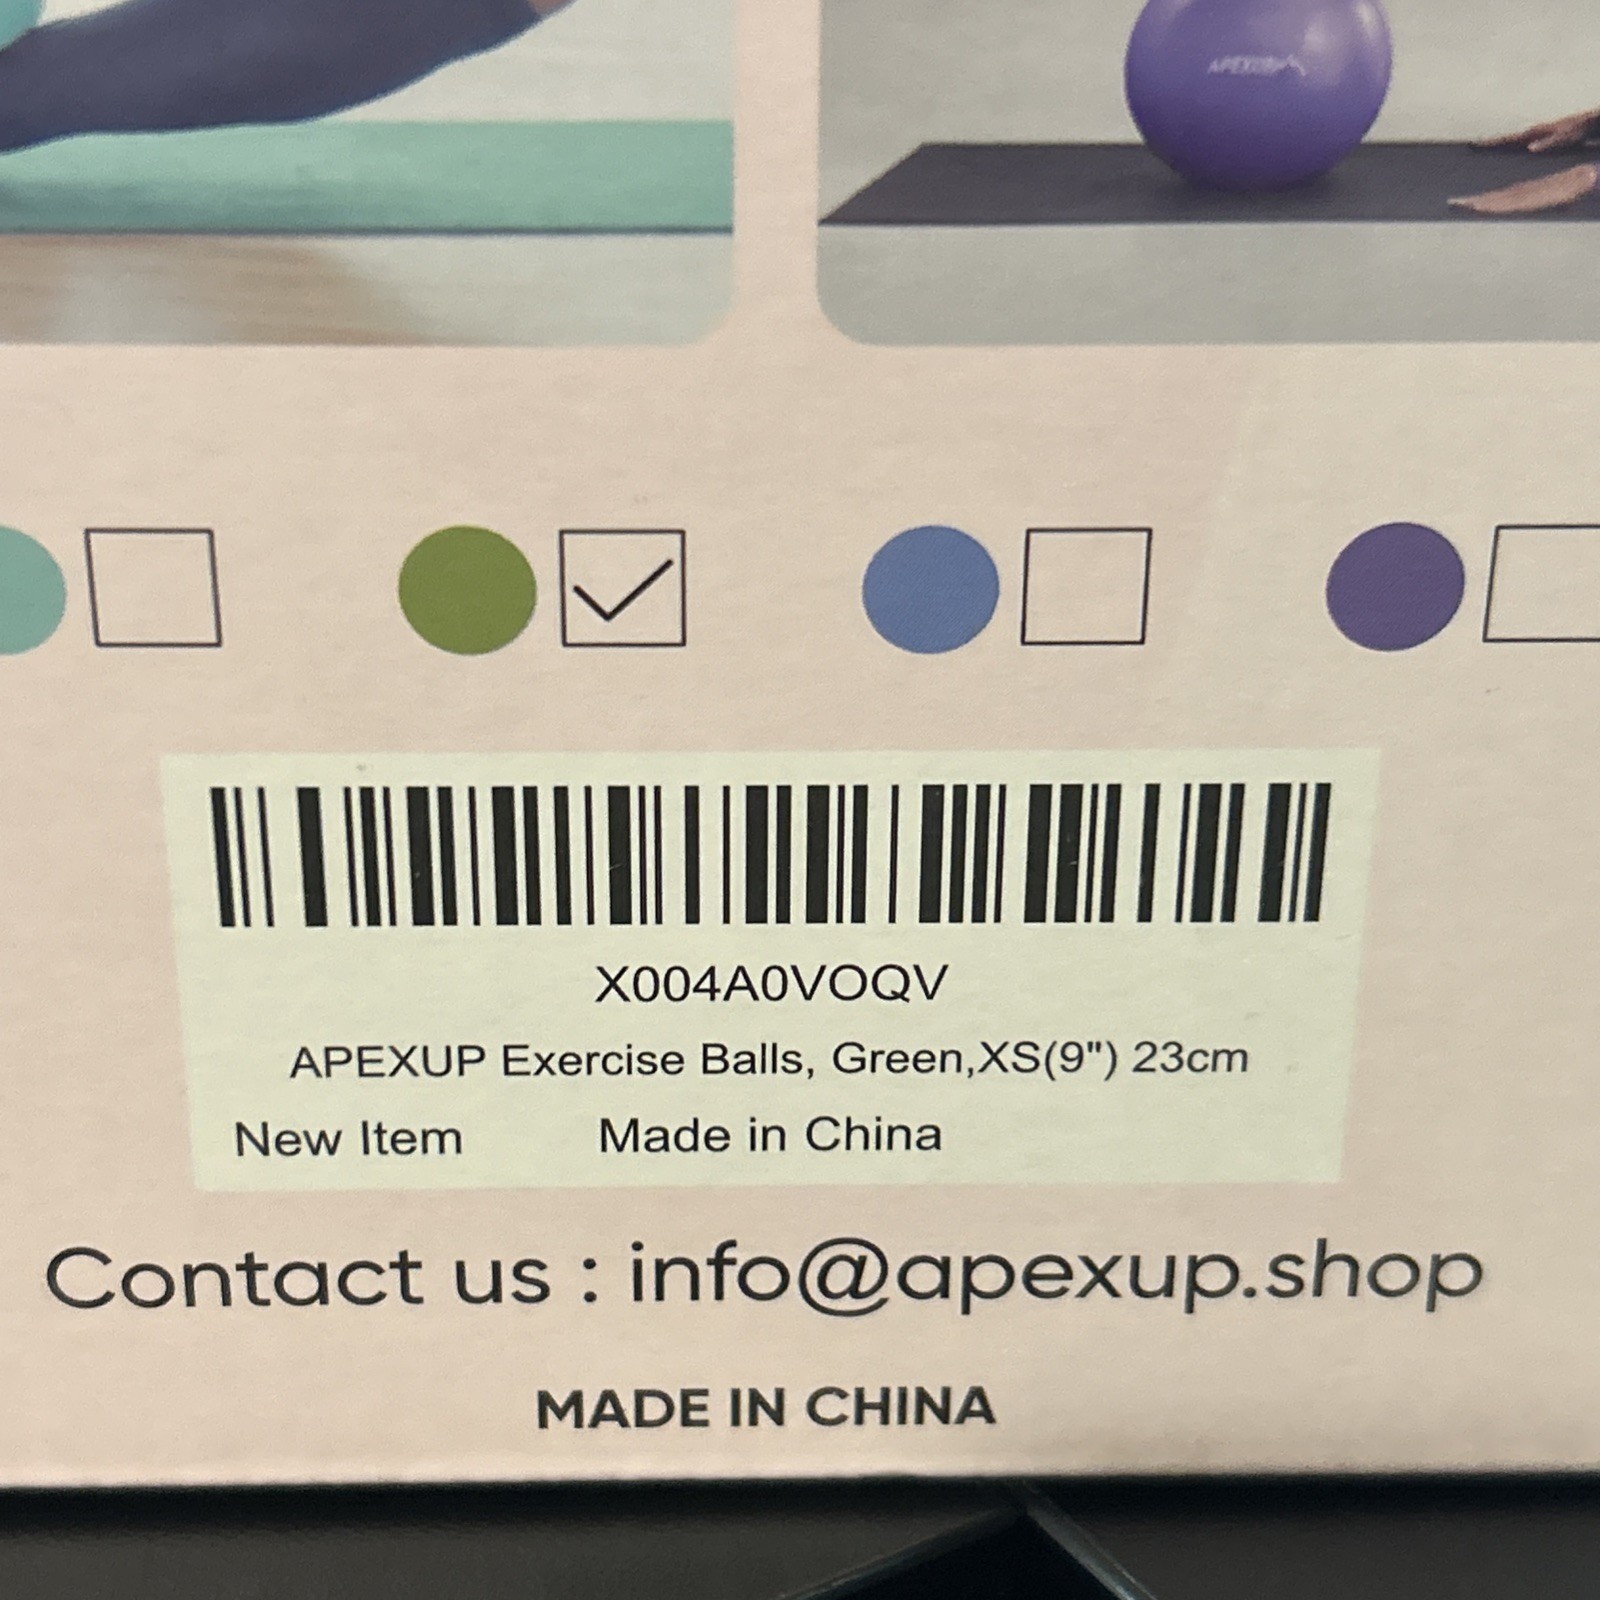 APEXUP
X004A0VOQV
APEXUP Exercise Balls, Green,XS(9") 23cm
New Item Made in China
Contact us : info@apexup.shop
MADE IN CHINA